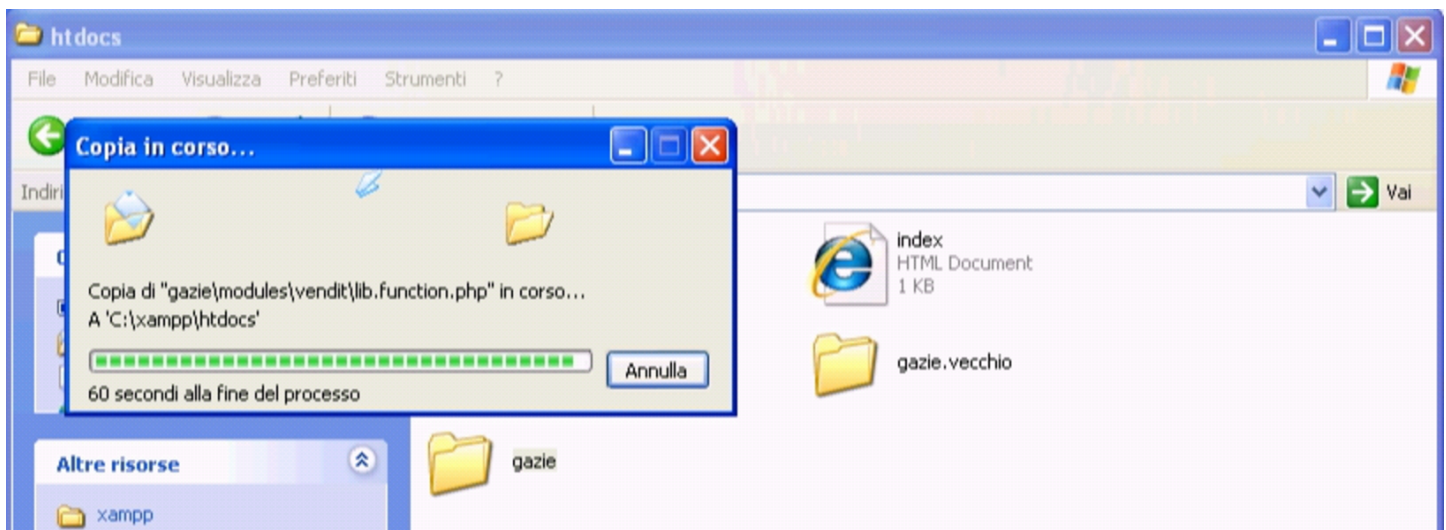 htdocs
File Modifica Visualizza Preferiti Strumenti ?
Copia in corso...
Vai
index
HTML Document
1 KB
Copia di "gazie\modules\vendit\lib.function.php" in corso...
A 'C:\xampp\htdocs'
Annulla
60 secondi alla fine del processo
gazie.vecchio
Altre risorse
gazie
xampp